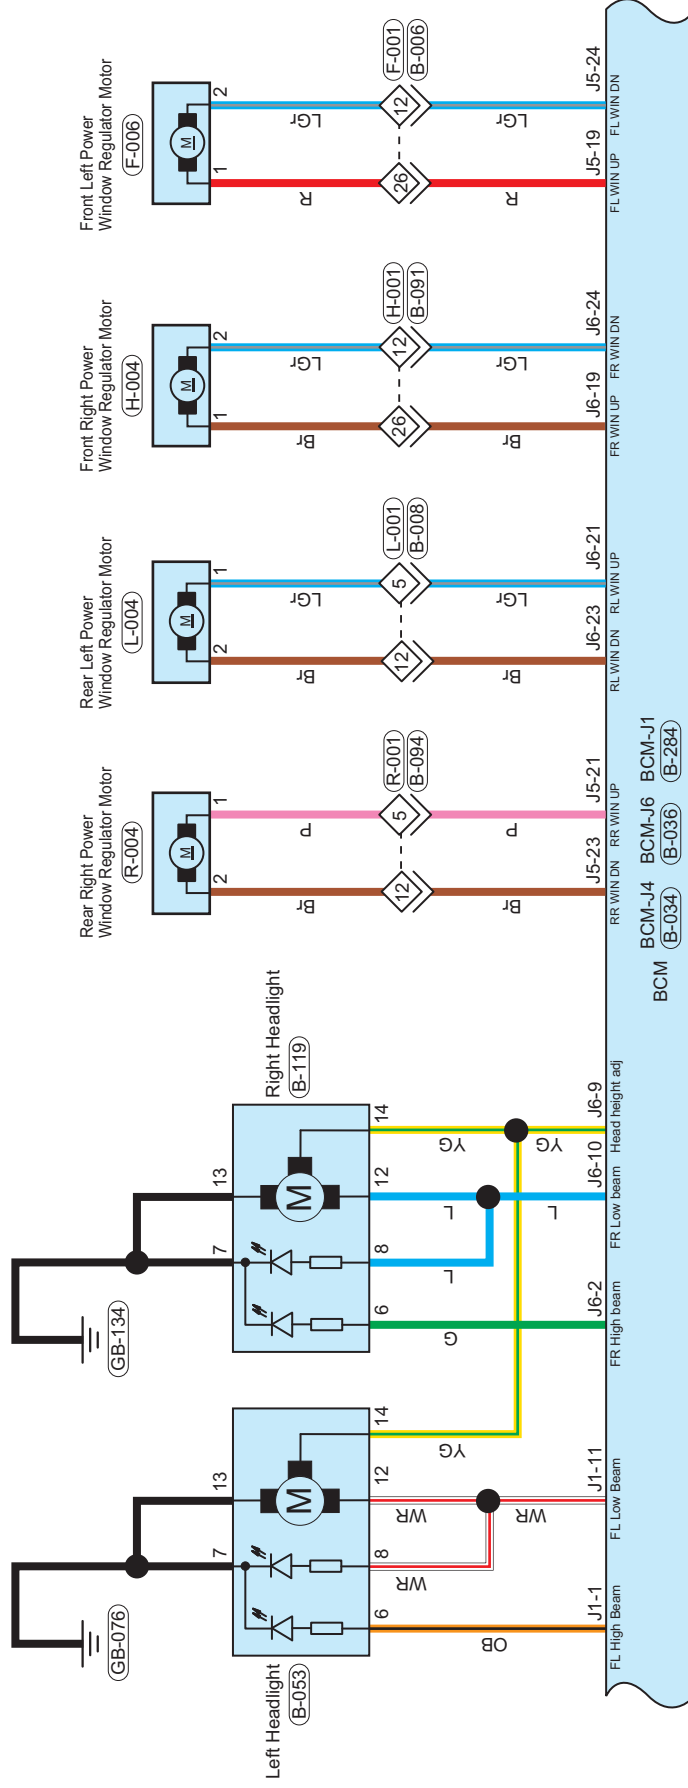 Left Headlight
B-053
GB-076
7
13
6
8
12
14
OB
WR
WR
WR
YG
J1-1
J1-11
FL High Beam
FL Low Beam
M
Right Headlight
B-119
GB-134
7
13
6
8
12
14
G
L
L
L
YG
YG
J6-2
J6-10
J6-9
FR High beam
FR Low beam
Head height adj
M
Rear Right Power
Window Regulator Motor
R-004
M
2
1
Br
P
12
5
R-001
B-094
Br
P
J5-23
J5-21
RR WIN DN
RR WIN UP
Rear Left Power
Window Regulator Motor
L-004
M
2
1
Br
LGr
12
5
L-001
B-008
Br
LGr
J6-23
J6-21
RL WIN DN
RL WIN UP
Front Right Power
Window Regulator Motor
H-004
M
1
2
Br
LGr
26
12
H-001
B-091
Br
LGr
J6-19
J6-24
FR WIN UP
FR WIN DN
Front Left Power
Window Regulator Motor
F-006
M
1
2
R
LGr
26
12
F-001
B-006
R
LGr
J5-19
J5-24
FL WIN UP
FL WIN DN
BCM
BCM-J4
B-034
BCM-J6
B-036
BCM-J1
B-284